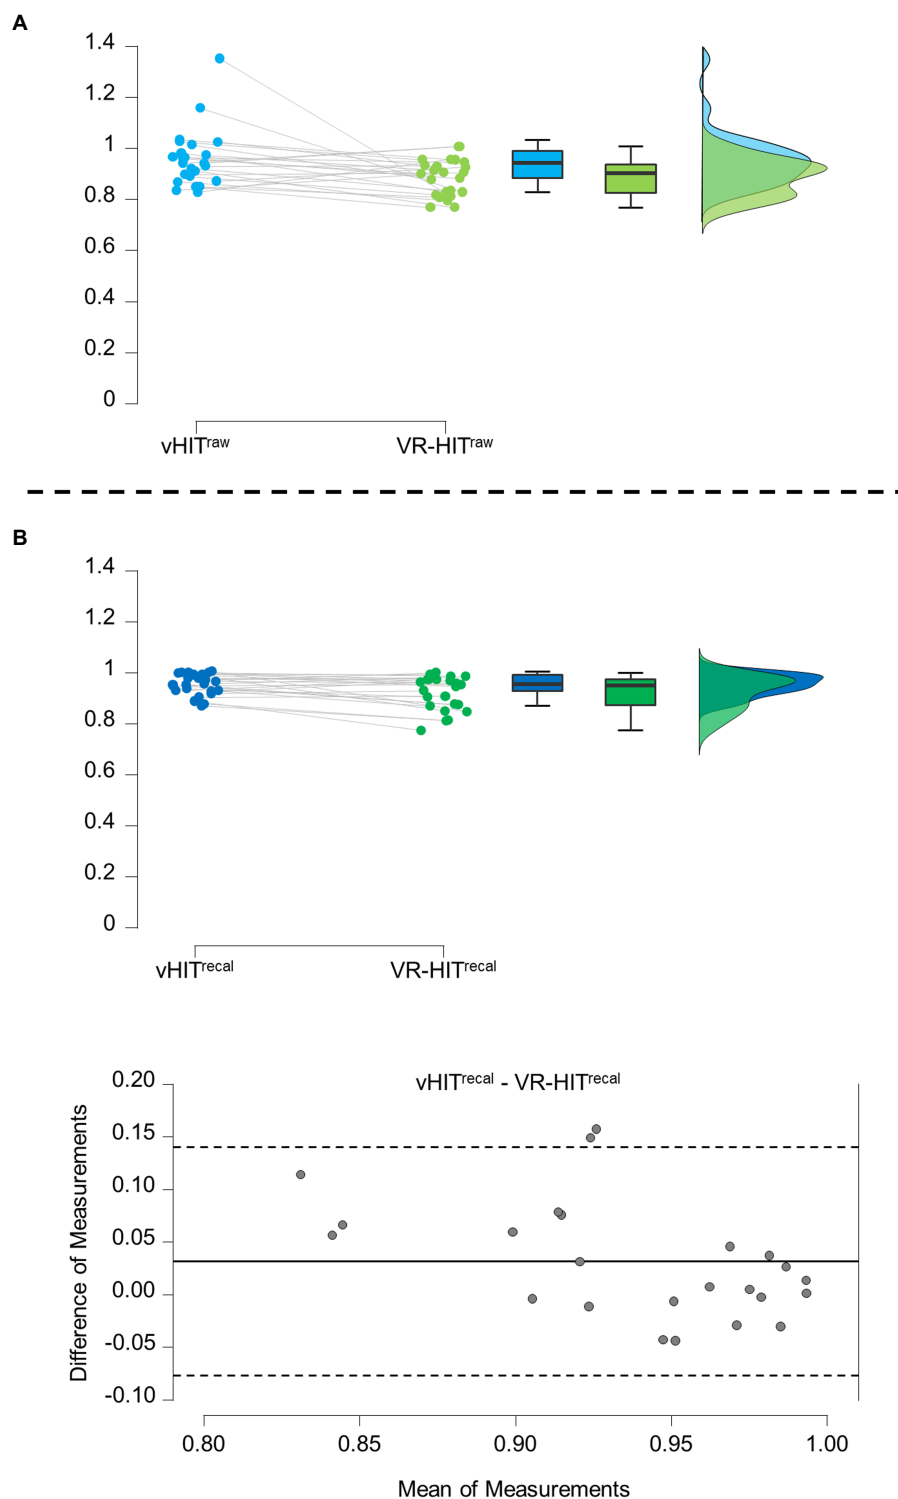 A
1.4
1.2
1
0.8
0.6
0.4
0.2
0
vHITraw VR-HITraw
B
1.4
1.2
1
0.8
0.6
0.4
0.2
0
vHITrecal VR-HITrecal
vHITrecal - VR-HITrecal
Difference of Measurements
0.20
0.15
0.10
0.05
0.00
-0.05
-0.10
0.80 0.85 0.90 0.95 1.00
Mean of Measurements